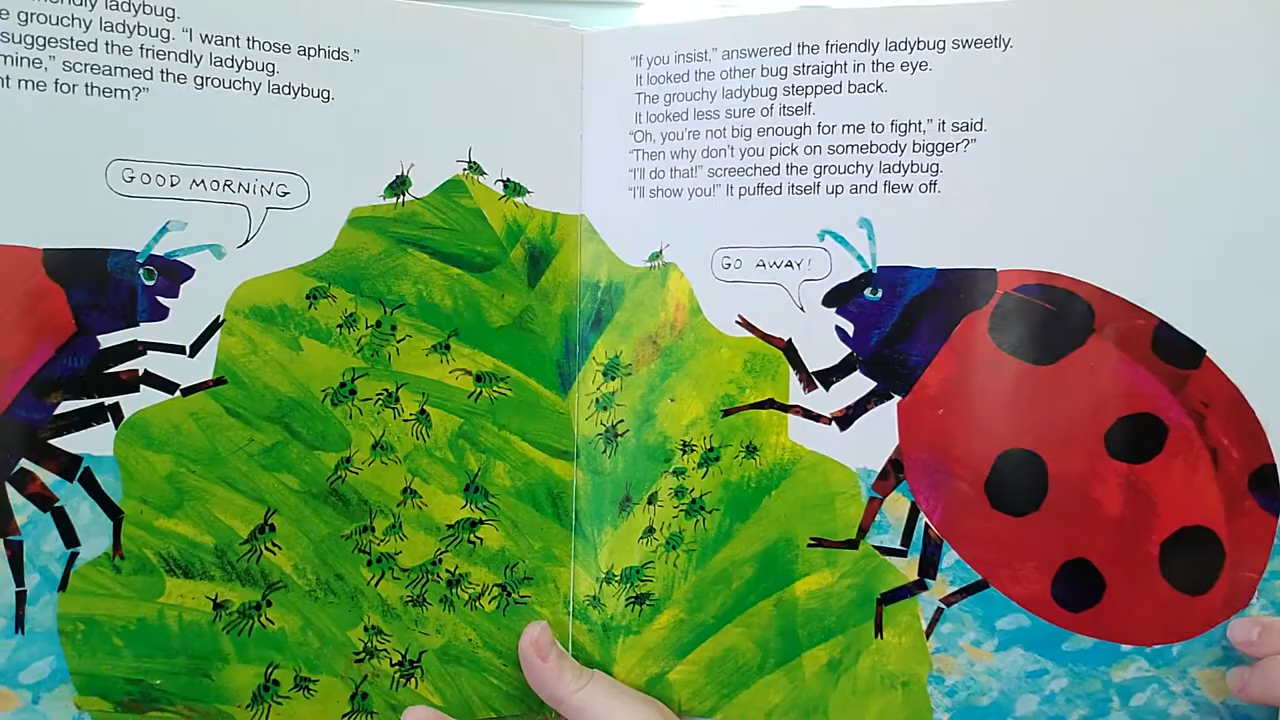 ladybug.
grouchy ladybug. “I want those aphids.”
suggested the friendly ladybug.
mine,” screamed the grouchy ladybug.
me for them?”
GOOD MORNING
“If you insist,” answered the friendly ladybug sweetly.
It looked the other bug straight in the eye.
The grouchy ladybug stepped back.
It looked less sure of itself.
“Oh, you’re not big enough for me to fight,” it said.
“Then why don’t you pick on somebody bigger?”
“I’ll do that!” screeched the grouchy ladybug.
“I’ll show you!” It puffed itself up and flew off.
GO AWAY!